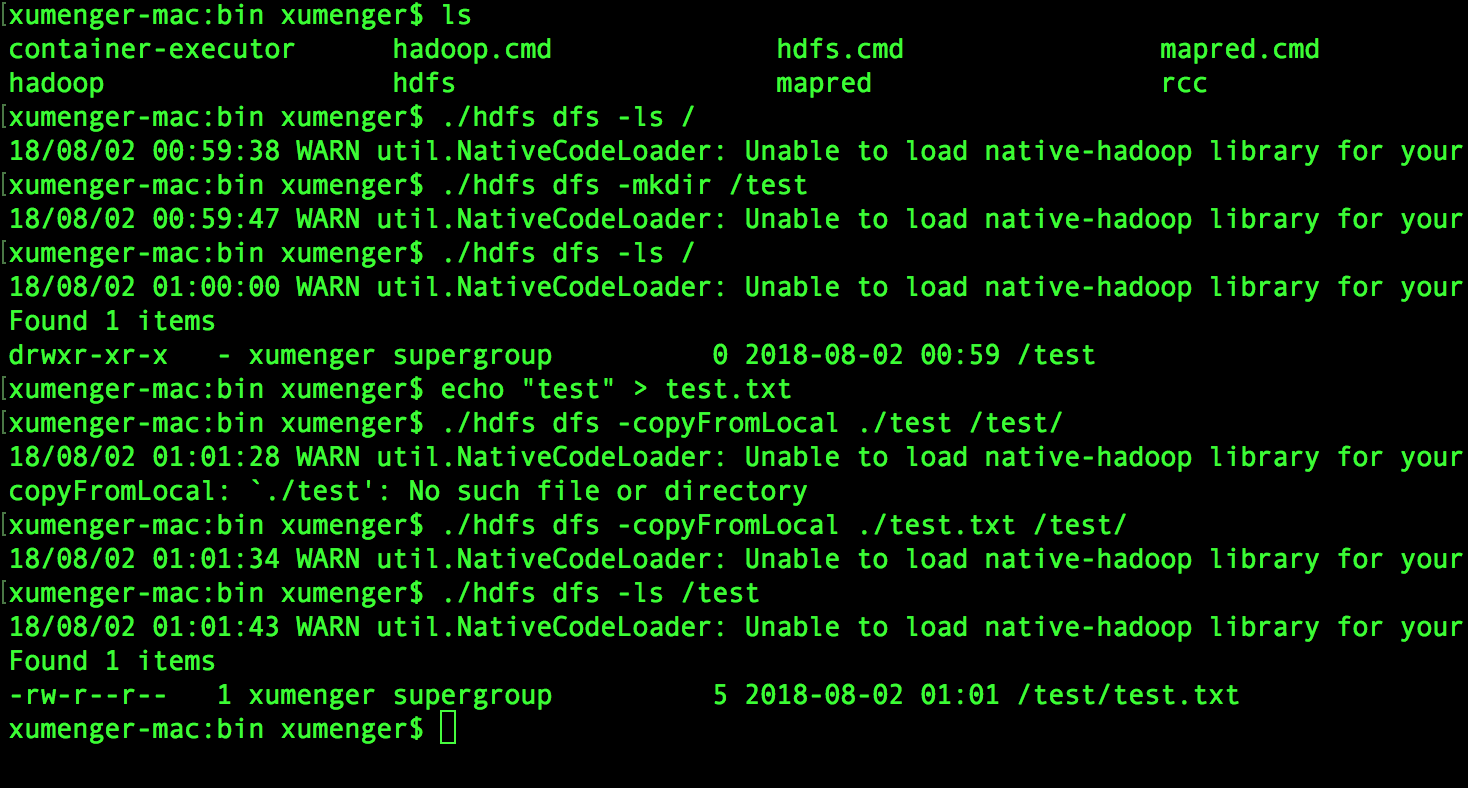 [xumenger-mac:bin xumenger$ ls
container-executor      hadoop.cmd              hdfs.cmd                mapred.cmd
hadoop                  hdfs                    mapred                  rcc
[xumenger-mac:bin xumenger$ ./hdfs dfs -ls /
18/08/02 00:59:38 WARN util.NativeCodeLoader: Unable to load native-hadoop library for your
[xumenger-mac:bin xumenger$ ./hdfs dfs -mkdir /test
18/08/02 00:59:47 WARN util.NativeCodeLoader: Unable to load native-hadoop library for your
[xumenger-mac:bin xumenger$ ./hdfs dfs -ls /
18/08/02 01:00:00 WARN util.NativeCodeLoader: Unable to load native-hadoop library for your
Found 1 items
drwxr-xr-x   - xumenger supergroup          0 2018-08-02 00:59 /test
[xumenger-mac:bin xumenger$ echo "test" > test.txt
[xumenger-mac:bin xumenger$ ./hdfs dfs -copyFromLocal ./test /test/
18/08/02 01:01:28 WARN util.NativeCodeLoader: Unable to load native-hadoop library for your
copyFromLocal: `./test': No such file or directory
[xumenger-mac:bin xumenger$ ./hdfs dfs -copyFromLocal ./test.txt /test/
18/08/02 01:01:34 WARN util.NativeCodeLoader: Unable to load native-hadoop library for your
[xumenger-mac:bin xumenger$ ./hdfs dfs -ls /test
18/08/02 01:01:43 WARN util.NativeCodeLoader: Unable to load native-hadoop library for your
Found 1 items
-rw-r--r--   1 xumenger supergroup          5 2018-08-02 01:01 /test/test.txt
xumenger-mac:bin xumenger$